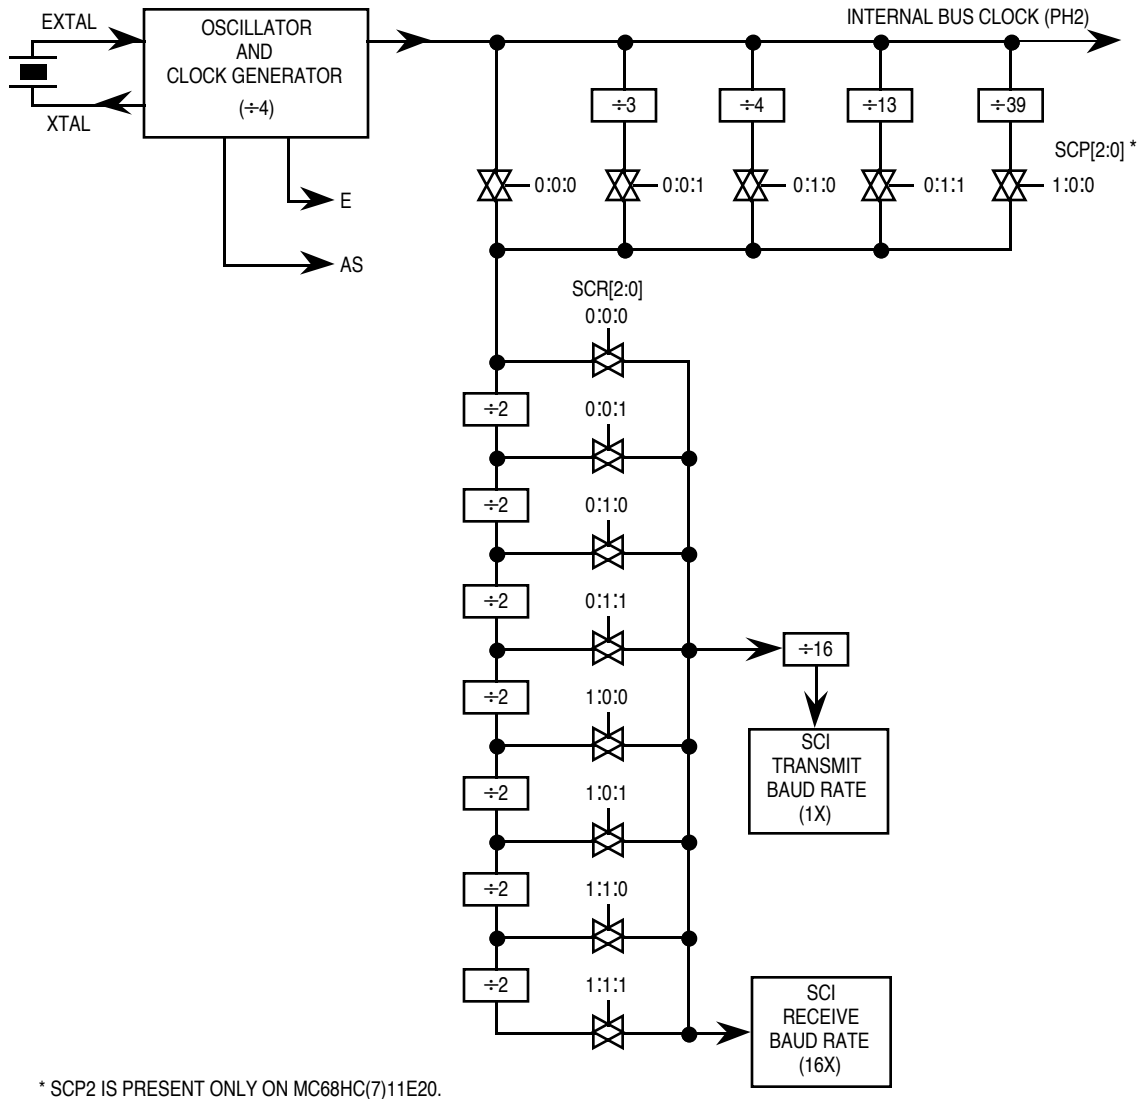 EXTAL
XTAL
OSCILLATOR
AND
CLOCK GENERATOR
(÷4)
INTERNAL BUS CLOCK (PH2)
÷3
÷4
÷13
÷39
SCP[2:0] *
0:0:0
0:0:1
0:1:0
0:1:1
1:0:0
E
AS
SCR[2:0]
0:0:0
÷2
0:0:1
÷2
0:1:0
÷2
0:1:1
÷16
÷2
1:0:0
SCI
TRANSMIT
BAUD RATE
(1X)
÷2
1:0:1
÷2
1:1:0
÷2
1:1:1
SCI
RECEIVE
BAUD RATE
(16X)
* SCP2 IS PRESENT ONLY ON MC68HC(7)11E20.